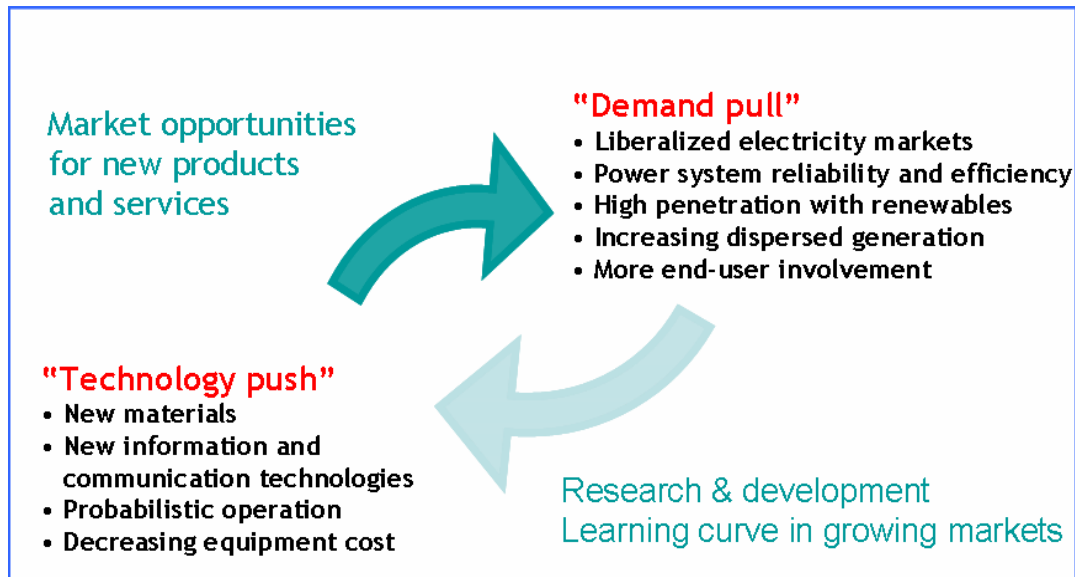 Market opportunities
for new products
and services
“Demand pull”
• Liberalized electricity markets
• Power system reliability and efficiency
• High penetration with renewables
• Increasing dispersed generation
• More end-user involvement
“Technology push”
• New materials
• New information and
communication technologies
• Probabilistic operation
• Decreasing equipment cost
Research & development
Learning curve in growing markets